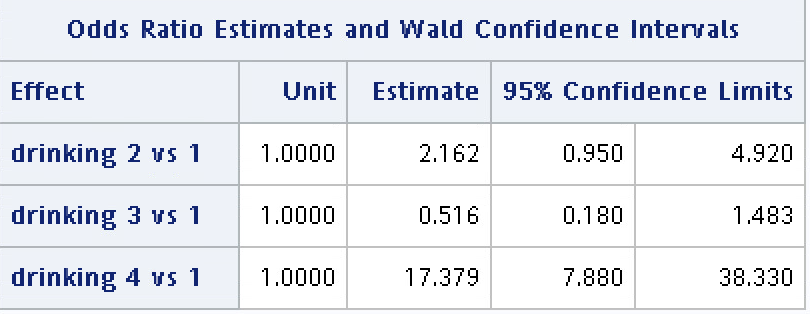 Odds Ratio Estimates and Wald Confidence Intervals
Effect Unit Estimate 95% Confidence Limits
drinking 2 vs 1 1.0000 2.162 0.950 4.920
drinking 3 vs 1 1.0000 0.516 0.180 1.483
drinking 4 vs 1 1.0000 17.379 7.880 38.330